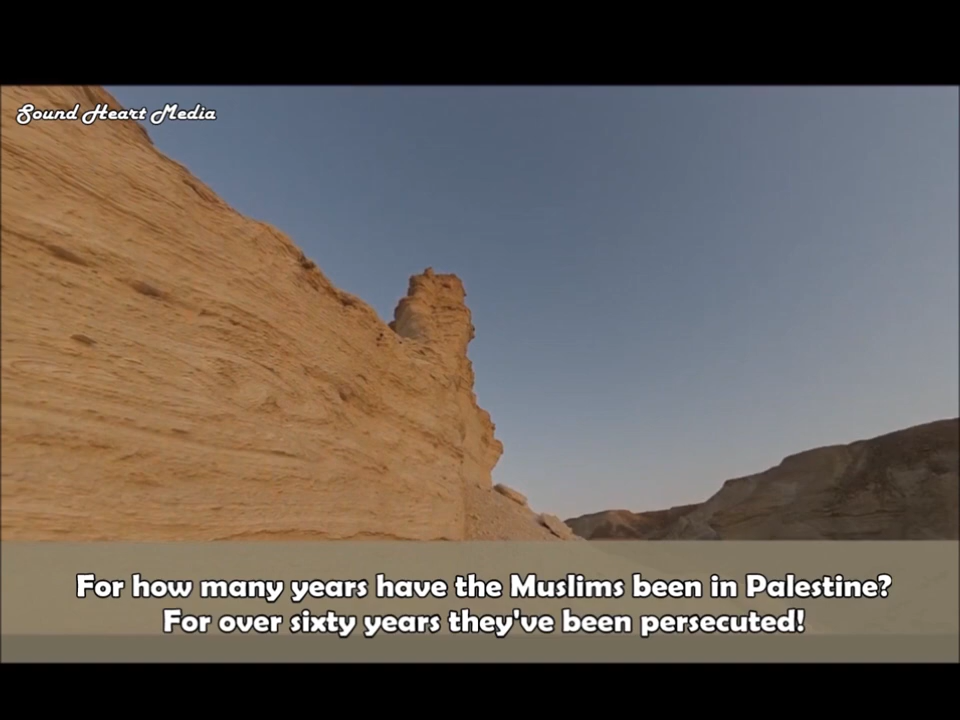 Sound Heart Media
For how many years have the Muslims been in Palestine?
For over sixty years they've been persecuted!